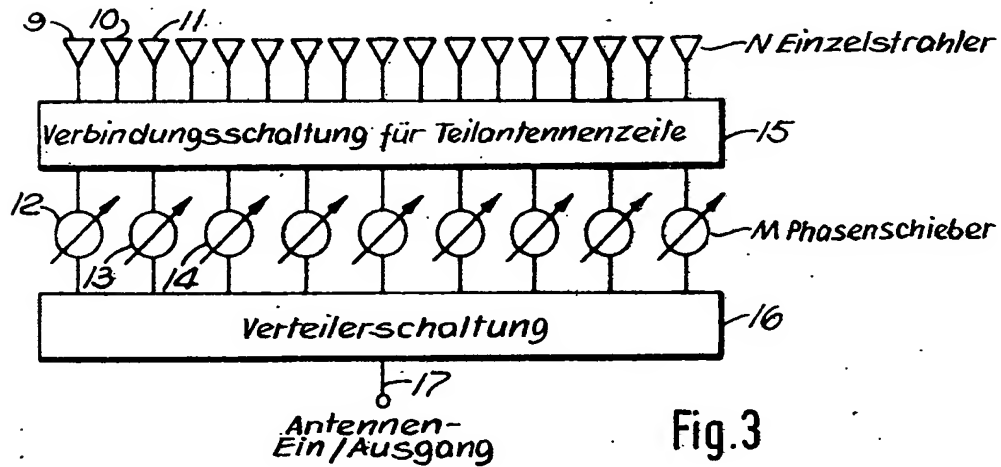 9 10 11 N Einzelstrahler
Verbindungsschaltung für Teilantennenzeile 15
12 13 14 M Phasenschieber
Verteilerschaltung 16
17
Antennen-
Ein/Ausgang
Fig.3